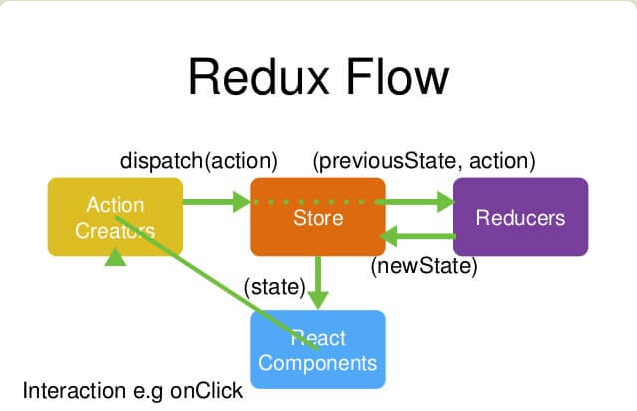 Redux Flow
dispatch(action)
(previousState, action)
Action
Creators
Store
Reducers
(newState)
(state)
React
Components
Interaction e.g onClick